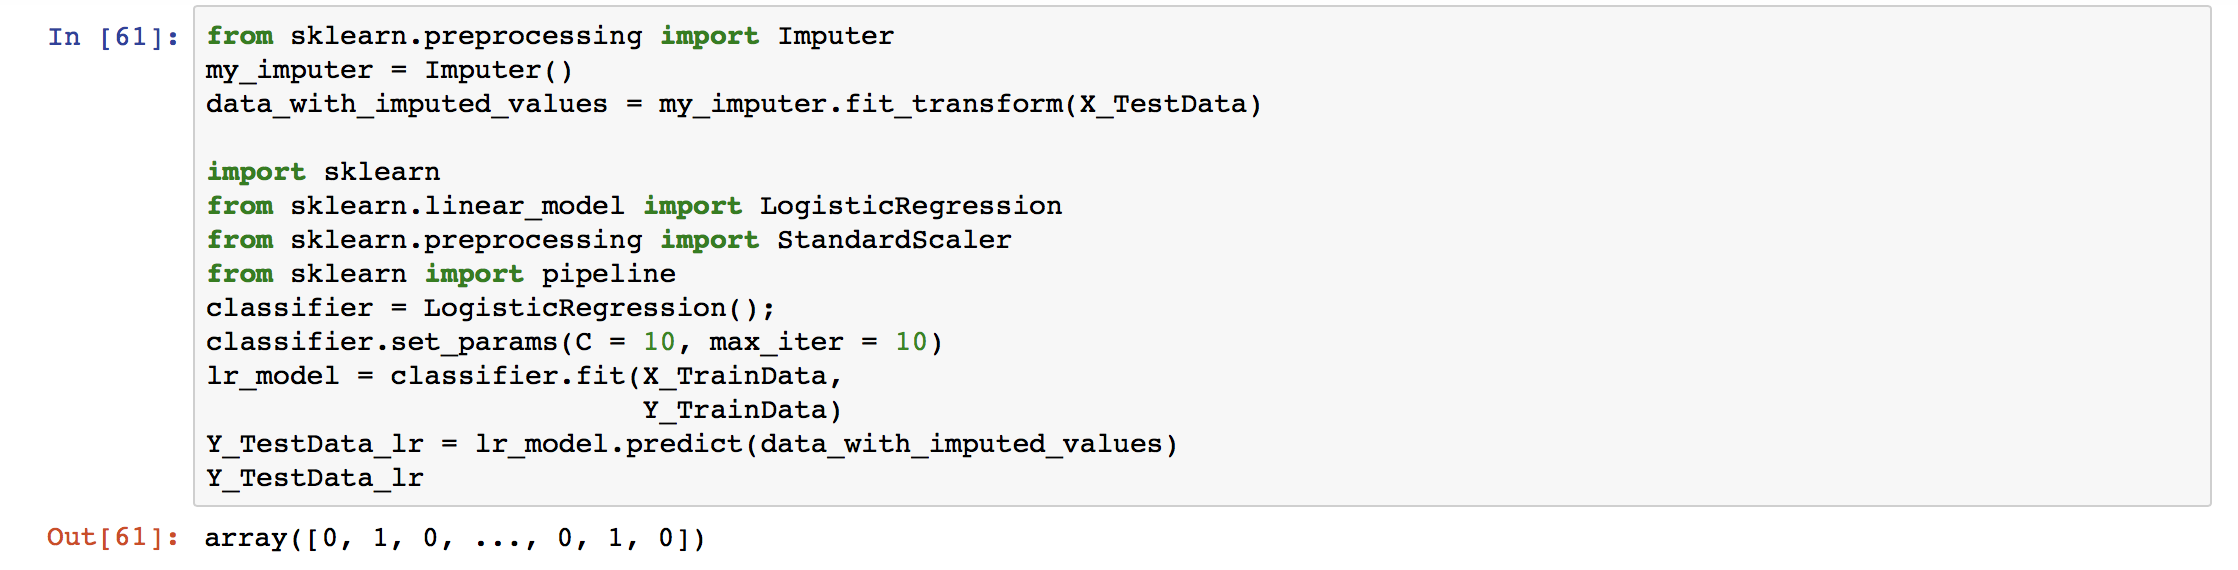 In [61]: from sklearn.preprocessing import Imputer
my_imputer = Imputer()
data_with_imputed_values = my_imputer.fit_transform(X_TestData)

import sklearn
from sklearn.linear_model import LogisticRegression
from sklearn.preprocessing import StandardScaler
from sklearn import pipeline
classifier = LogisticRegression();
classifier.set_params(C = 10, max_iter = 10)
lr_model = classifier.fit(X_TrainData,
                          Y_TrainData)
Y_TestData_lr = lr_model.predict(data_with_imputed_values)
Y_TestData_lr
Out[61]: array([0, 1, 0, ..., 0, 1, 0])